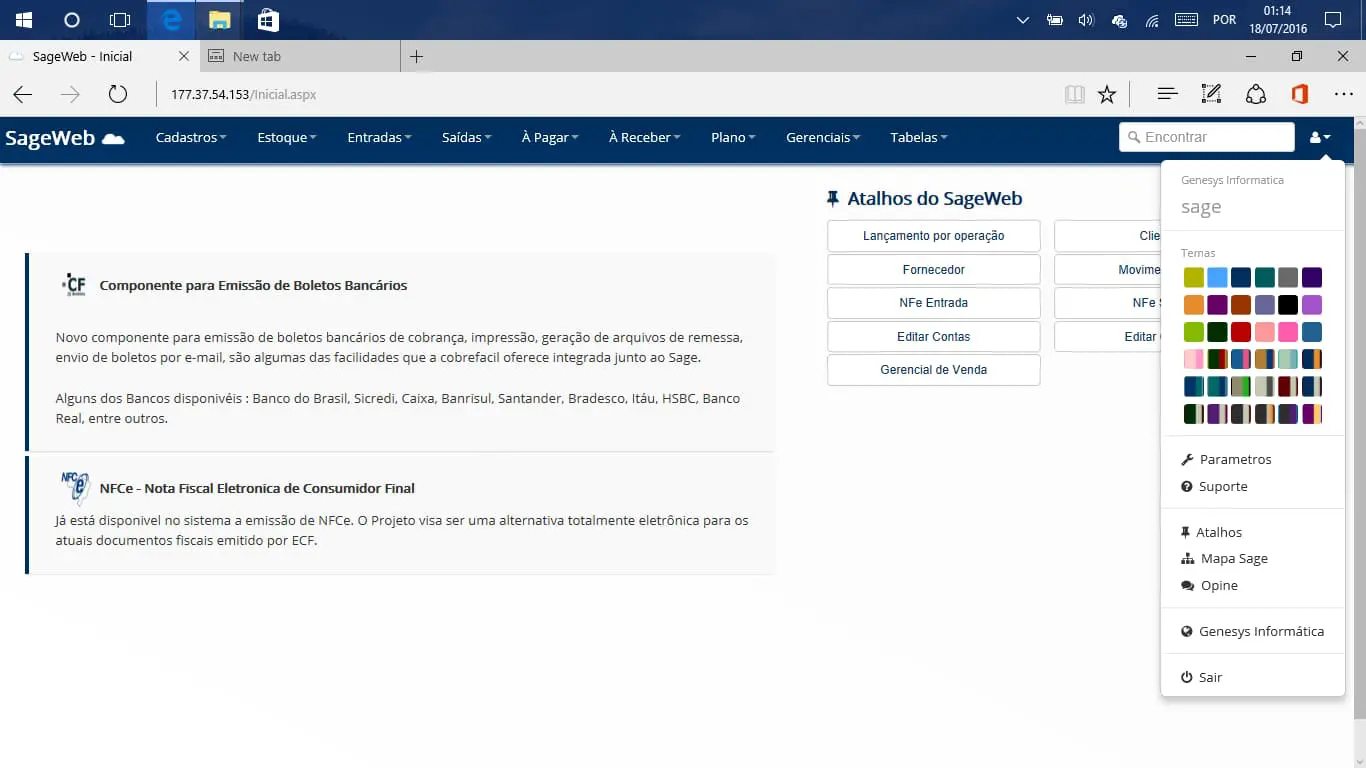 POR
01:14
18/07/2016
SageWeb - Inicial
New tab
177.37.54.153/Inicial.aspx
SageWeb
Cadastros
Estoque
Entradas
Saídas
À Pagar
À Receber
Plano
Gerenciais
Tabelas
Encontrar
Genesys Informatica
sage
Temas
Parametros
Suporte
Atalhos
Mapa Sage
Opine
Genesys Informática
Sair
Atalhos do SageWeb
Lançamento por operação
Clie
Fornecedor
Movime
NFe Entrada
NFe
Editar Contas
Editar
Gerencial de Venda
CF
Componente para Emissão de Boletos Bancários
Novo componente para emissão de boletos bancários de cobrança, impressão, geração de arquivos de remessa,
envio de boletos por e-mail, são algumas das facilidades que a cobrefacil oferece integrada junto ao Sage.
Alguns dos Bancos disponivéis : Banco do Brasil, Sicredi, Caixa, Banrisul, Santander, Bradesco, Itáu, HSBC, Banco
Real, entre outros.
NFC e
NFCe - Nota Fiscal Eletronica de Consumidor Final
Já está disponivel no sistema a emissão de NFCe. O Projeto visa ser uma alternativa totalmente eletrônica para os
atuais documentos fiscais emitido por ECF.